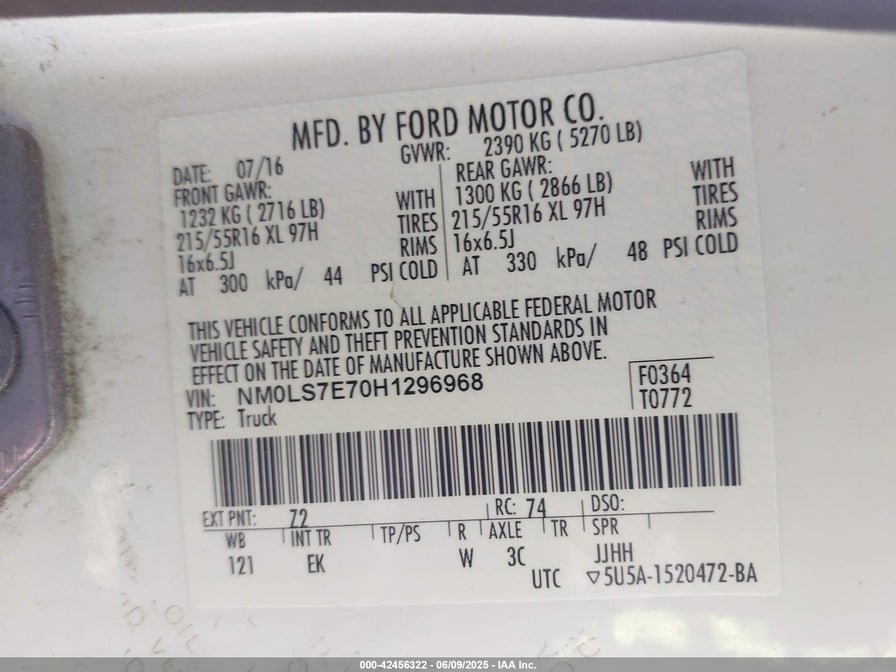 MFD. BY FORD MOTOR CO.
DATE: 07/16 GVWR: 2390 KG ( 5270 LB)
FRONT GAWR: REAR GAWR:
1232 KG ( 2716 LB) WITH 1300 KG ( 2866 LB) WITH
215/55R16 XL 97H TIRES 215/55R16 XL 97H TIRES
16x6.5J RIMS 16x6.5J RIMS
AT 300 kPa/ 44 PSI COLD AT 330 kPa/ 48 PSI COLD
THIS VEHICLE CONFORMS TO ALL APPLICABLE FEDERAL MOTOR
VEHICLE SAFETY AND THEFT PREVENTION STANDARDS IN
EFFECT ON THE DATE OF MANUFACTURE SHOWN ABOVE.
VIN: NM0LS7E70H1296968 F0364
TYPE: Truck T0772
EXT PNT: 72 RC: 74 DSO:
WB INT TR TP/PS R AXLE TR SPR
121 EK W 3C JJHH
UTC ▽5U5A-1520472-BA
000-42456322 - 06/09/2025 - IAA Inc.